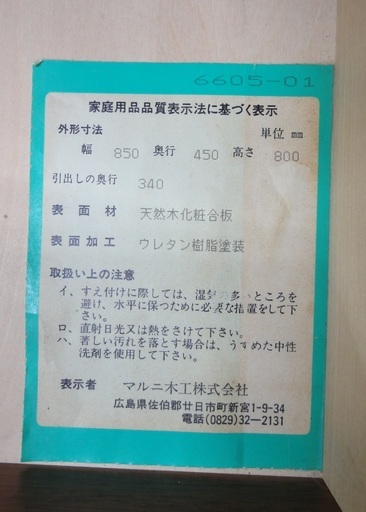 6605-01
家庭用品品質表示法に基づく表示
外形寸法 単位 mm
幅 850 奥行 450 高さ 800
引出しの奥行 340
表面材 天然木化粧合板
表面加工 ウレタン樹脂塗装
取扱い上の注意
イ、すえ付けに際しては、湿気の多いところを
避け、水平に保つために必要な措置をして下
さい。
ロ、直射日光又は熱をさけて下さい。
ハ、著しい汚れを落とす場合は、うすめた中性
洗剤を使用して下さい。
表示者 マルニ木工株式会社
広島県佐伯郡廿日市町新宮1-9-34
電話(0829)32-2131